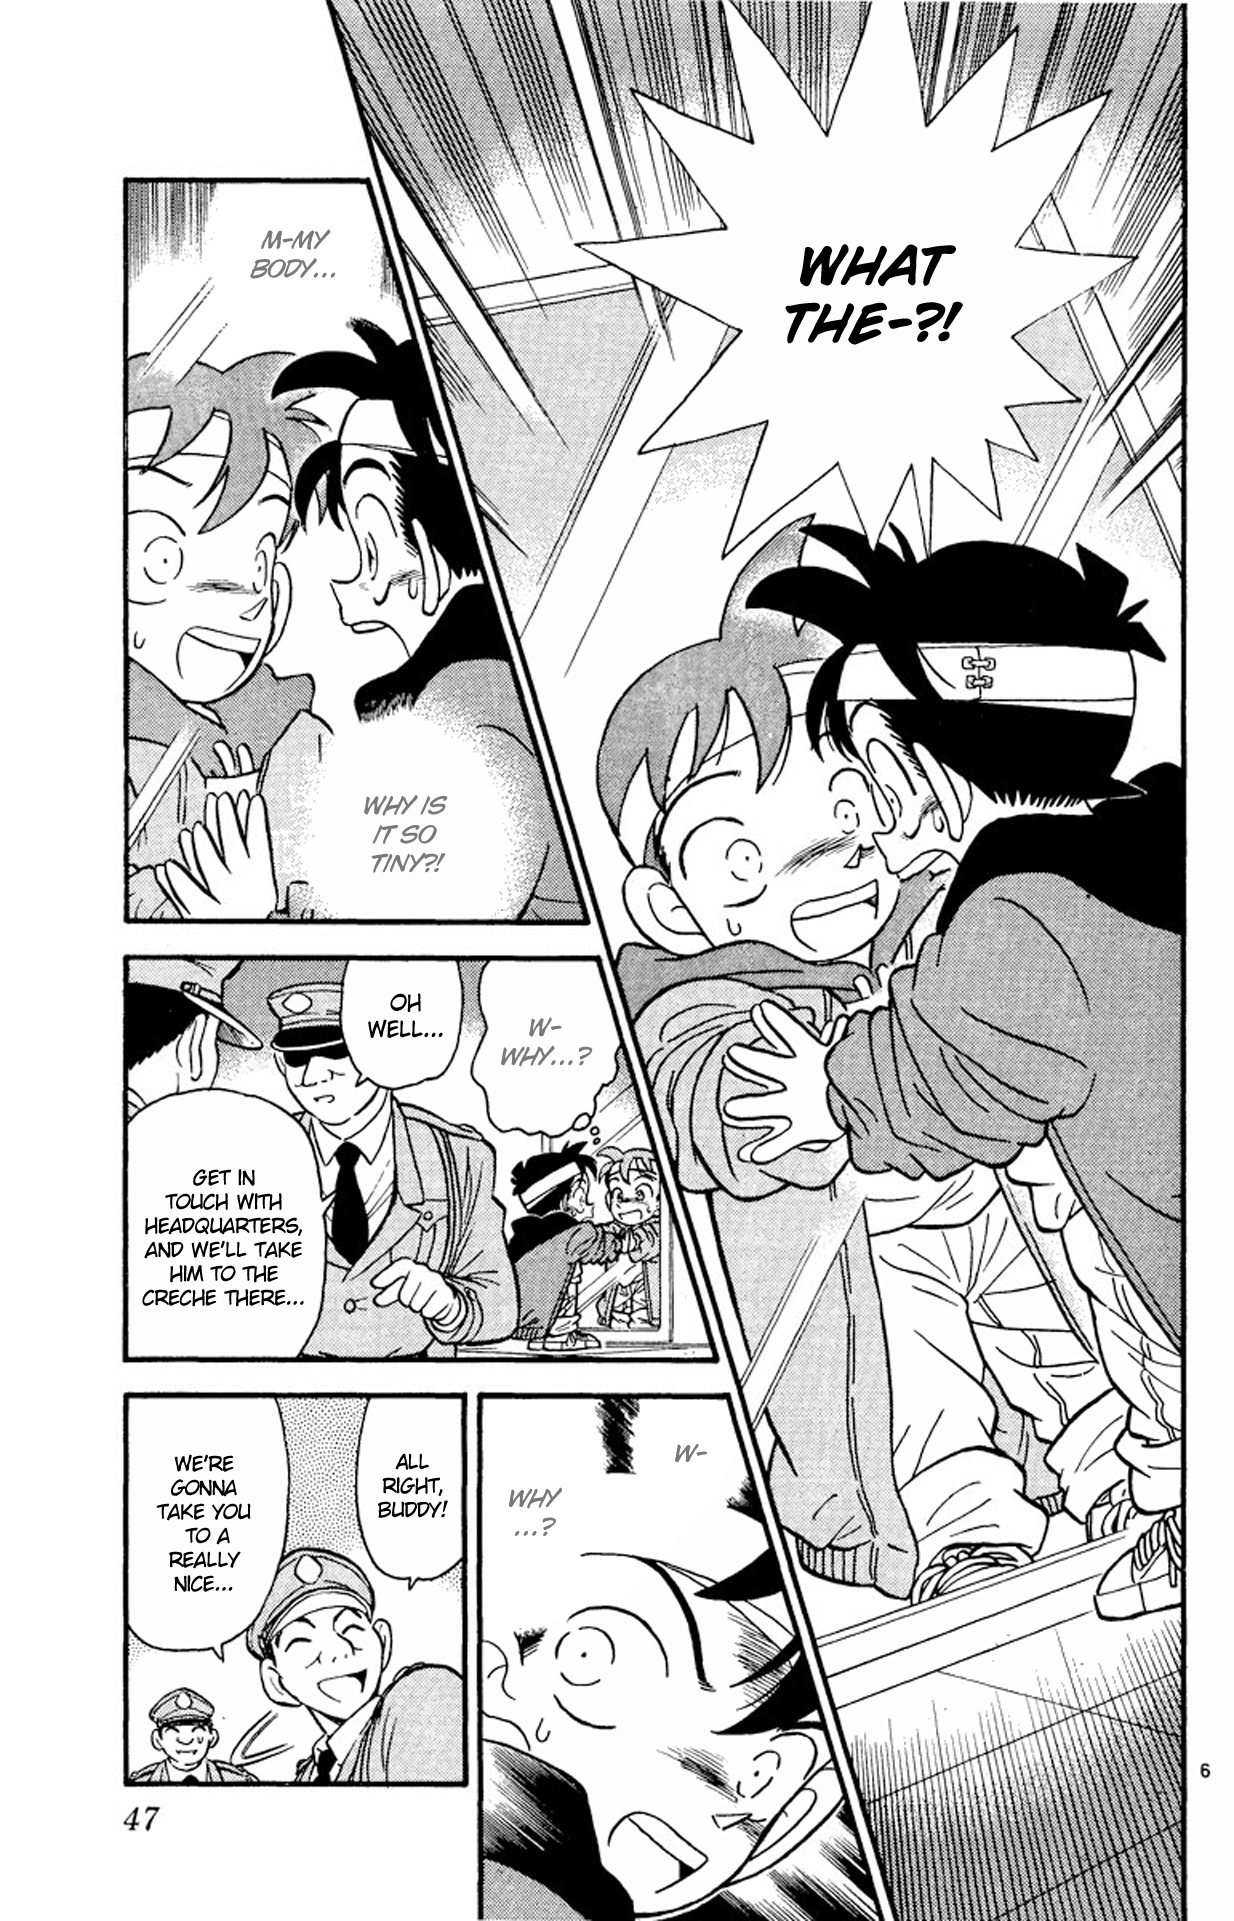 WHAT
THE-?!
M-MY
BODY...
WHY IS
IT SO
TINY?!
W-
WHY...?
OH
WELL...
GET IN
TOUCH WITH
HEADQUARTERS,
AND WE'LL TAKE
HIM TO THE
CRECHE THERE...
W-
WHY
...?
ALL
RIGHT,
BUDDY!
WE'RE
GONNA
TAKE YOU
TO A
REALLY
NICE...
6
47